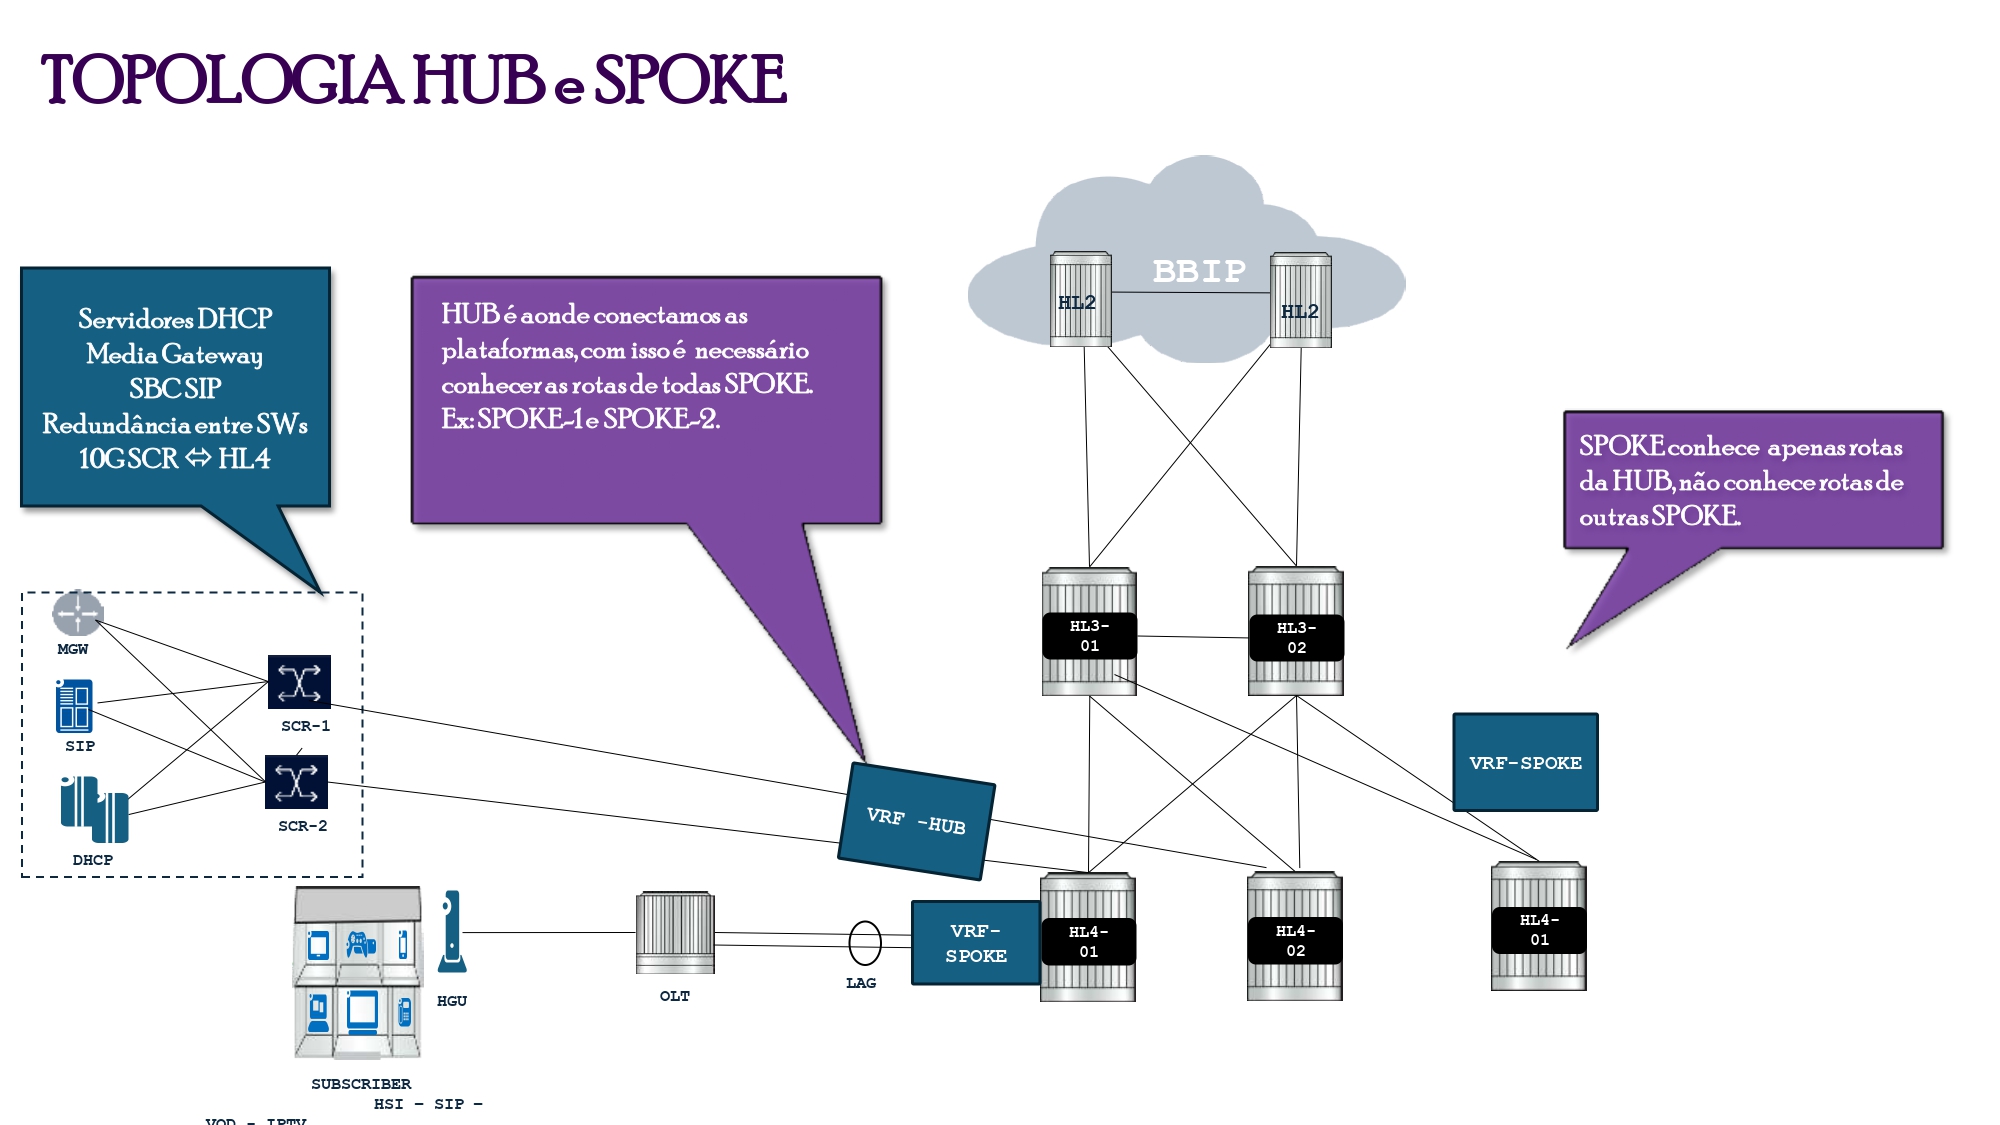 TOPOLOGIA HUB e SPOKE
BBIP
HL2
HL2
Servidores DHCP
Media Gateway
SBC SIP
Redundância entre SWs
10G SCR ⇔ HL4
HUB é aonde conectamos as
plataformas, com isso é necessário
conhecer as rotas de todas SPOKE.
Ex: SPOKE-1 e SPOKE-2.
SPOKE conhece apenas rotas
da HUB, não conhece rotas de
outras SPOKE.
MGW
SIP
DHCP
SCR-1
SCR-2
HL3-
01
HL3-
02
VRF-SPOKE
VRF -HUB
VRF-
SPOKE
HL4-
01
HL4-
02
HL4-
01
HGU
OLT
LAG
SUBSCRIBER
HSI – SIP –
VOD – IPTV